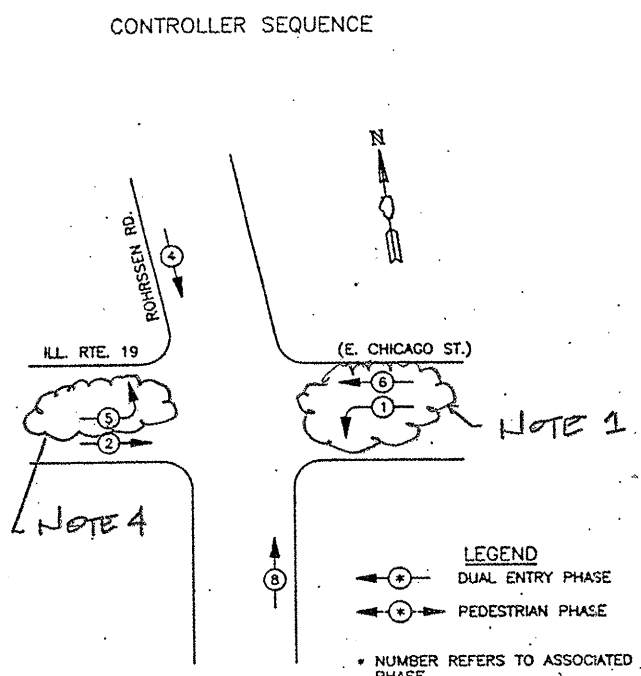 CONTROLLER SEQUENCE
N
ROHRSSEN RD.
4
ILL. RTE. 19
(E. CHICAGO ST.)
6
5
1
2
NOTE 1
NOTE 4
8
LEGEND
* DUAL ENTRY PHASE
* PEDESTRIAN PHASE
* NUMBER REFERS TO ASSOCIATED
PHASE